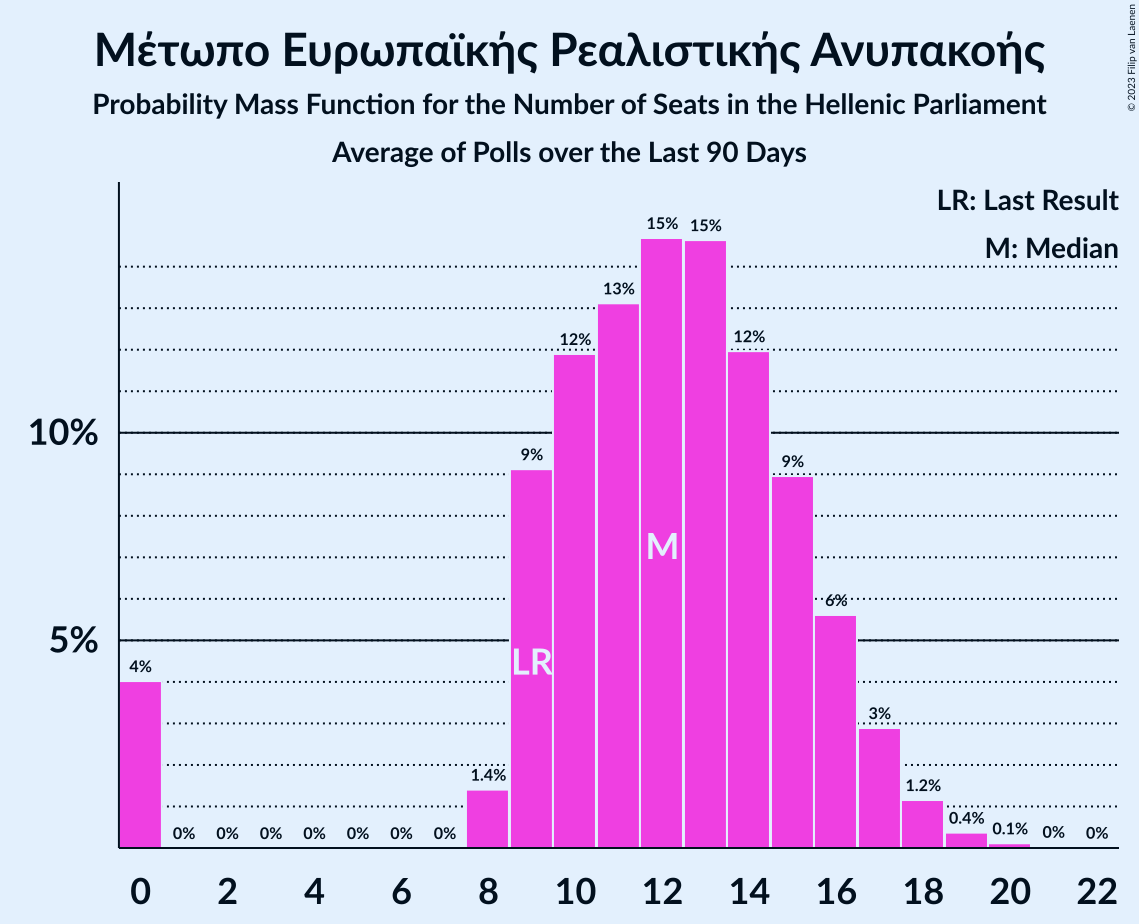 Μέτωπο Ευρωπαϊκής Ρεαλιστικής Ανυπακοής
Probability Mass Function for the Number of Seats in the Hellenic Parliament
Average of Polls over the Last 90 Days
© 2023 Filip van Laenen
LR: Last Result
M: Median
15%
15%
13%
12%
12%
10%
9%
9%
M
6%
5%
LR
4%
3%
1.4%
1.2%
0.4%
0.1%
0%
0%
0%
0%
0%
0%
0%
0%
0%
0 2 4 6 8 10 12 14 16 18 20 22